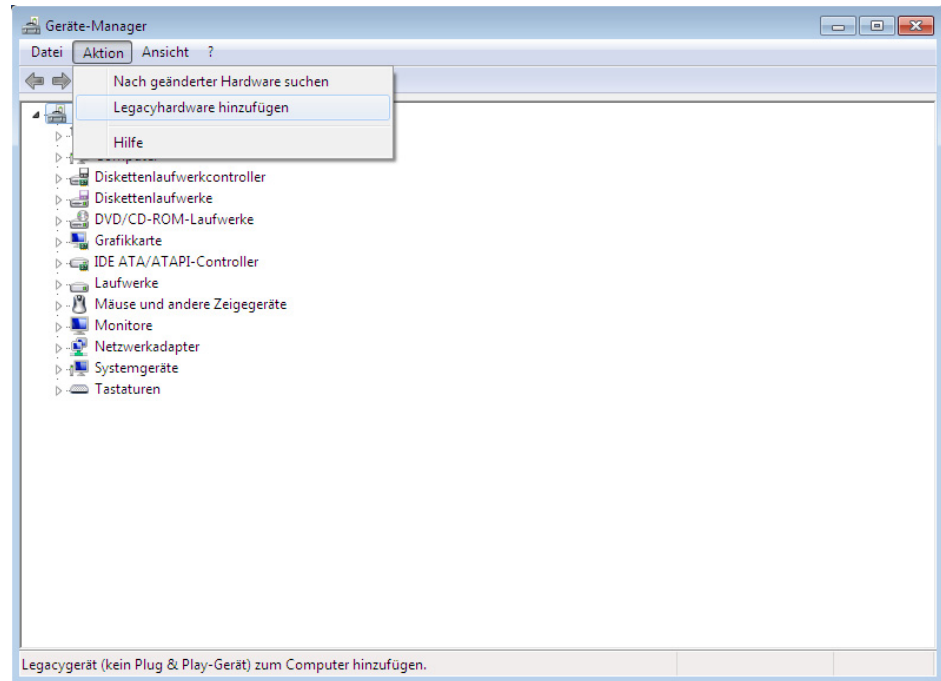 Geräte-Manager
Datei Aktion Ansicht ?
Nach geänderter Hardware suchen
Legacyhardware hinzufügen
Hilfe
Diskettenlaufwerkcontroller
Diskettenlaufwerke
DVD/CD-ROM-Laufwerke
Grafikkarte
IDE ATA/ATAPI-Controller
Laufwerke
Mäuse und andere Zeigegeräte
Monitore
Netzwerkadapter
Systemgeräte
Tastaturen
Legacygerät (kein Plug & Play-Gerät) zum Computer hinzufügen.